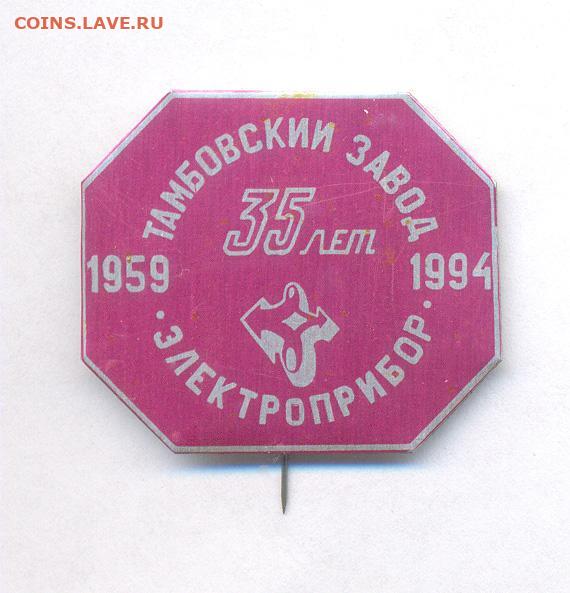 COINS.LAVE.RU
ТАМБОВСКИЙ ЗАВОД
35 лет
1959
1994
· ЭЛЕКТРОПРИБОР ·